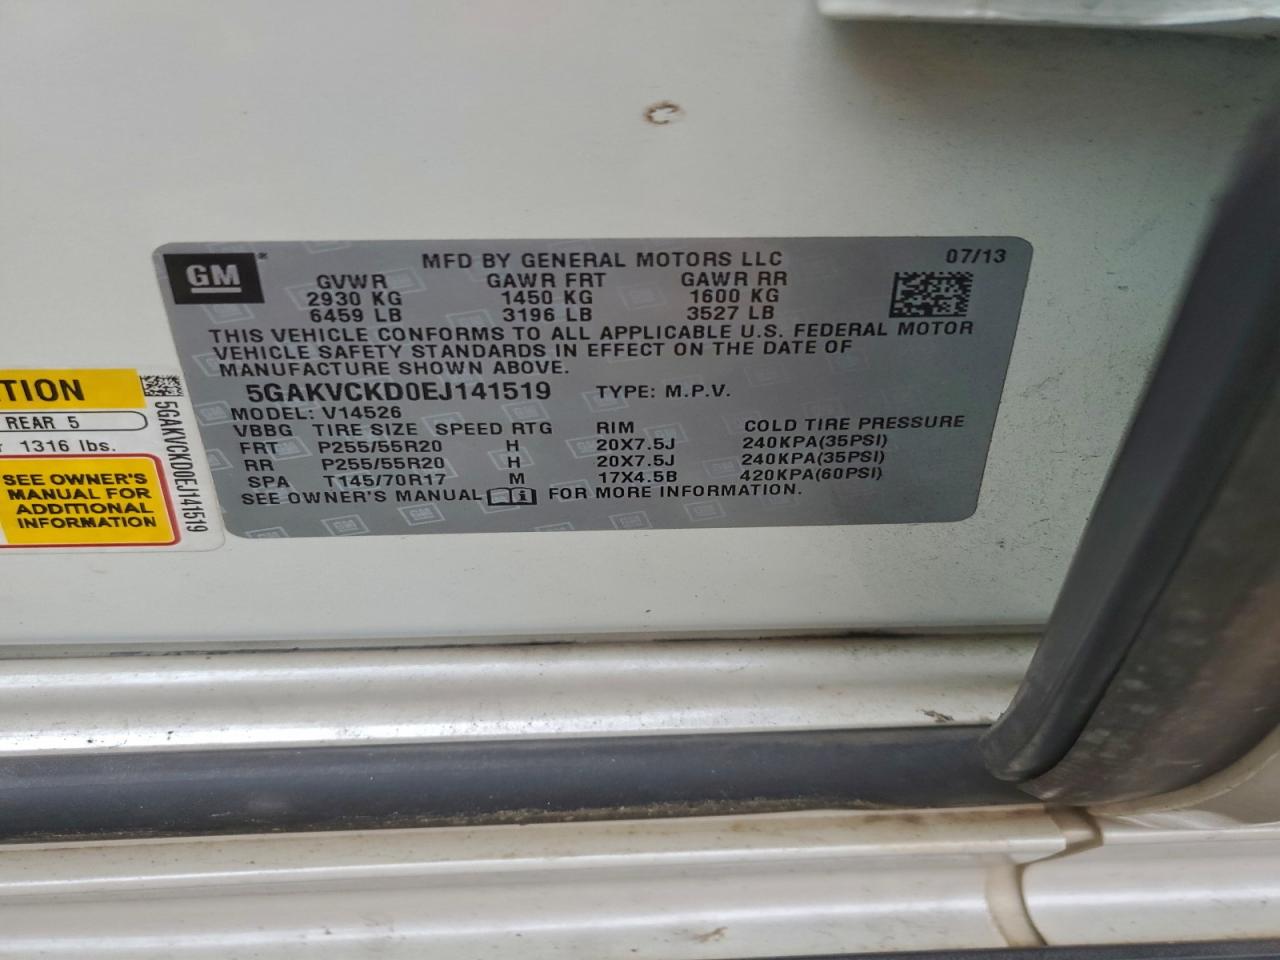 GM
MFD BY GENERAL MOTORS LLC 07/13
GVWR GAWR FRT GAWR RR
2930 KG 1450 KG 1600 KG
6459 LB 3196 LB 3527 LB
THIS VEHICLE CONFORMS TO ALL APPLICABLE U.S. FEDERAL MOTOR
VEHICLE SAFETY STANDARDS IN EFFECT ON THE DATE OF
MANUFACTURE SHOWN ABOVE.
5GAKVCKD0EJ141519 TYPE: M.P.V.
MODEL: V14526
VBBG TIRE SIZE SPEED RTG RIM COLD TIRE PRESSURE
FRT P255/55R20 H 20X7.5J 240KPA(35PSI)
RR P255/55R20 H 20X7.5J 240KPA(35PSI)
SPA T145/70R17 M 17X4.5B 420KPA(60PSI)
SEE OWNER'S MANUAL FOR MORE INFORMATION.
TION
REAR 5
r 1316 lbs.
SEE OWNER'S
MANUAL FOR
ADDITIONAL
INFORMATION
5GAKVCKD0EJ141519